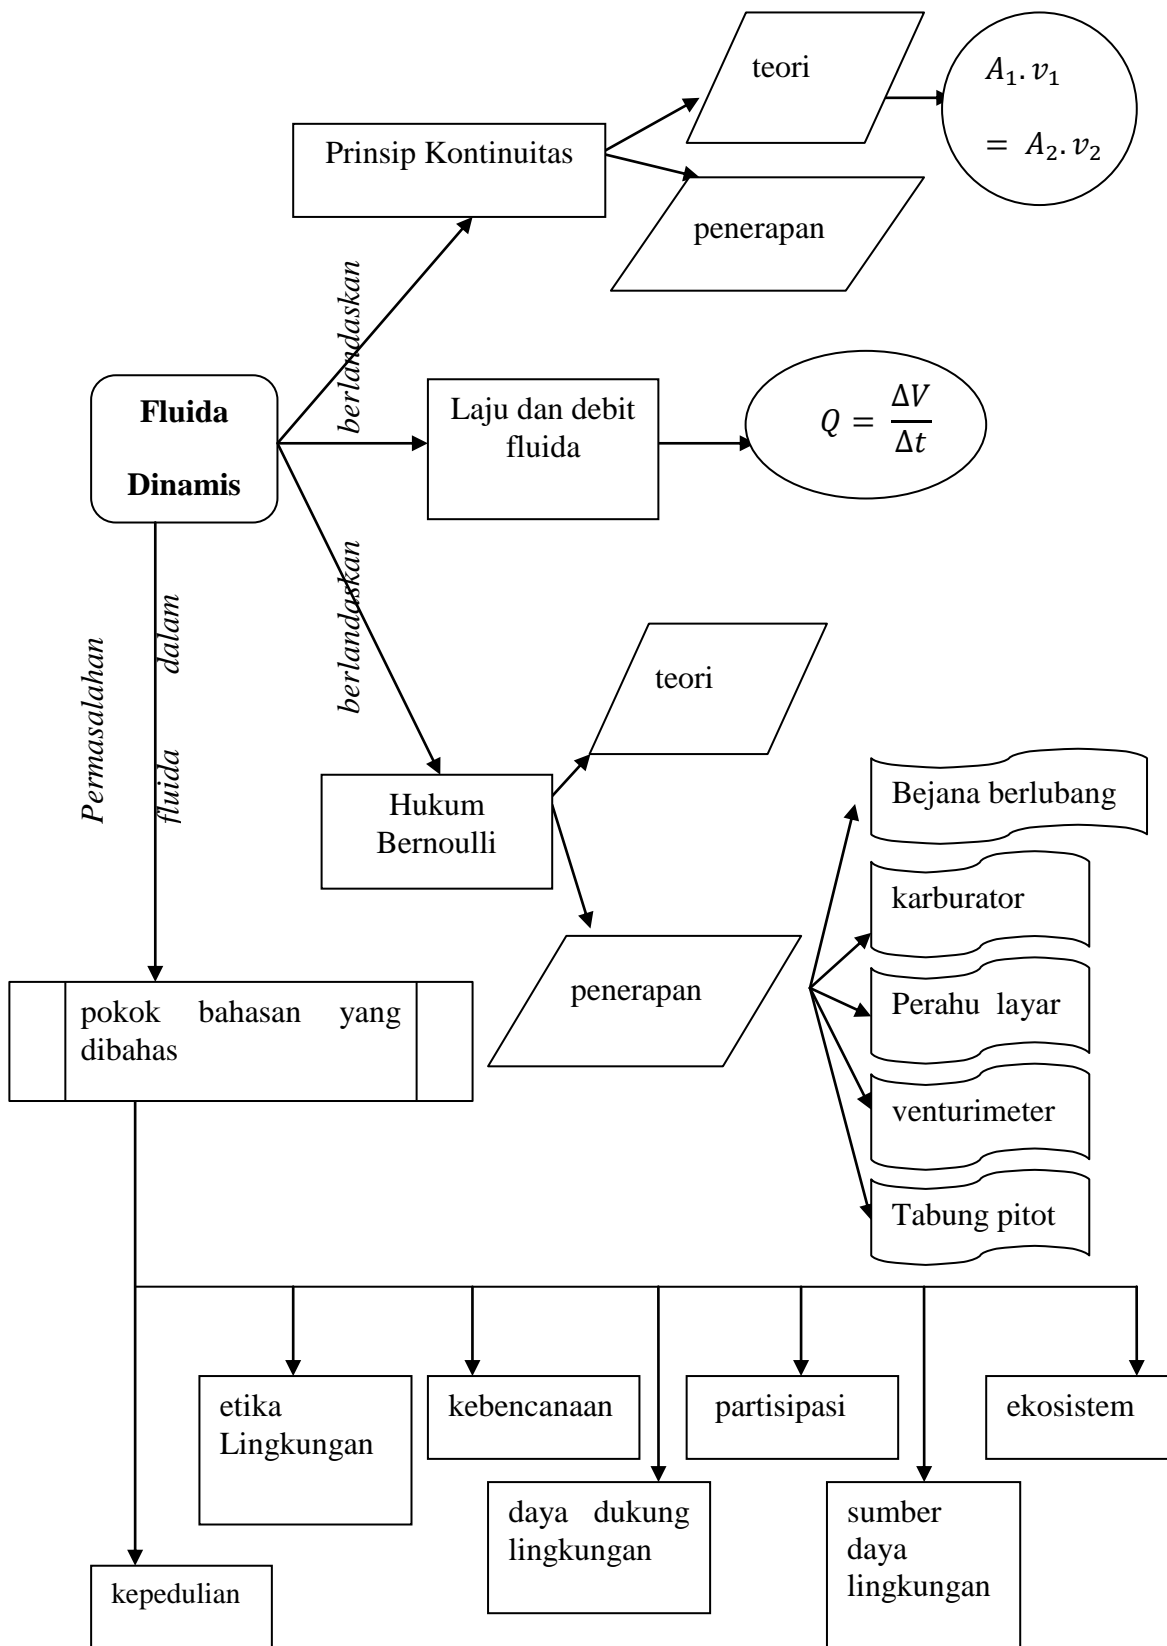 teori
A₁. v₁
= A₂. v₂
Prinsip Kontinuitas
penerapan
berlandaskan
Fluida
Dinamis
Laju dan debit
fluida
Q = ΔV/Δt
berlandaskan
Permasalahan
fluida dalam
teori
Hukum
Bernoulli
Bejana berlubang
karburator
penerapan
Perahu layar
pokok bahasan yang
dibahas
venturimeter
Tabung pitot
etika
Lingkungan
kebencanaan
partisipasi
ekosistem
daya dukung
lingkungan
sumber
daya
lingkungan
kepedulian